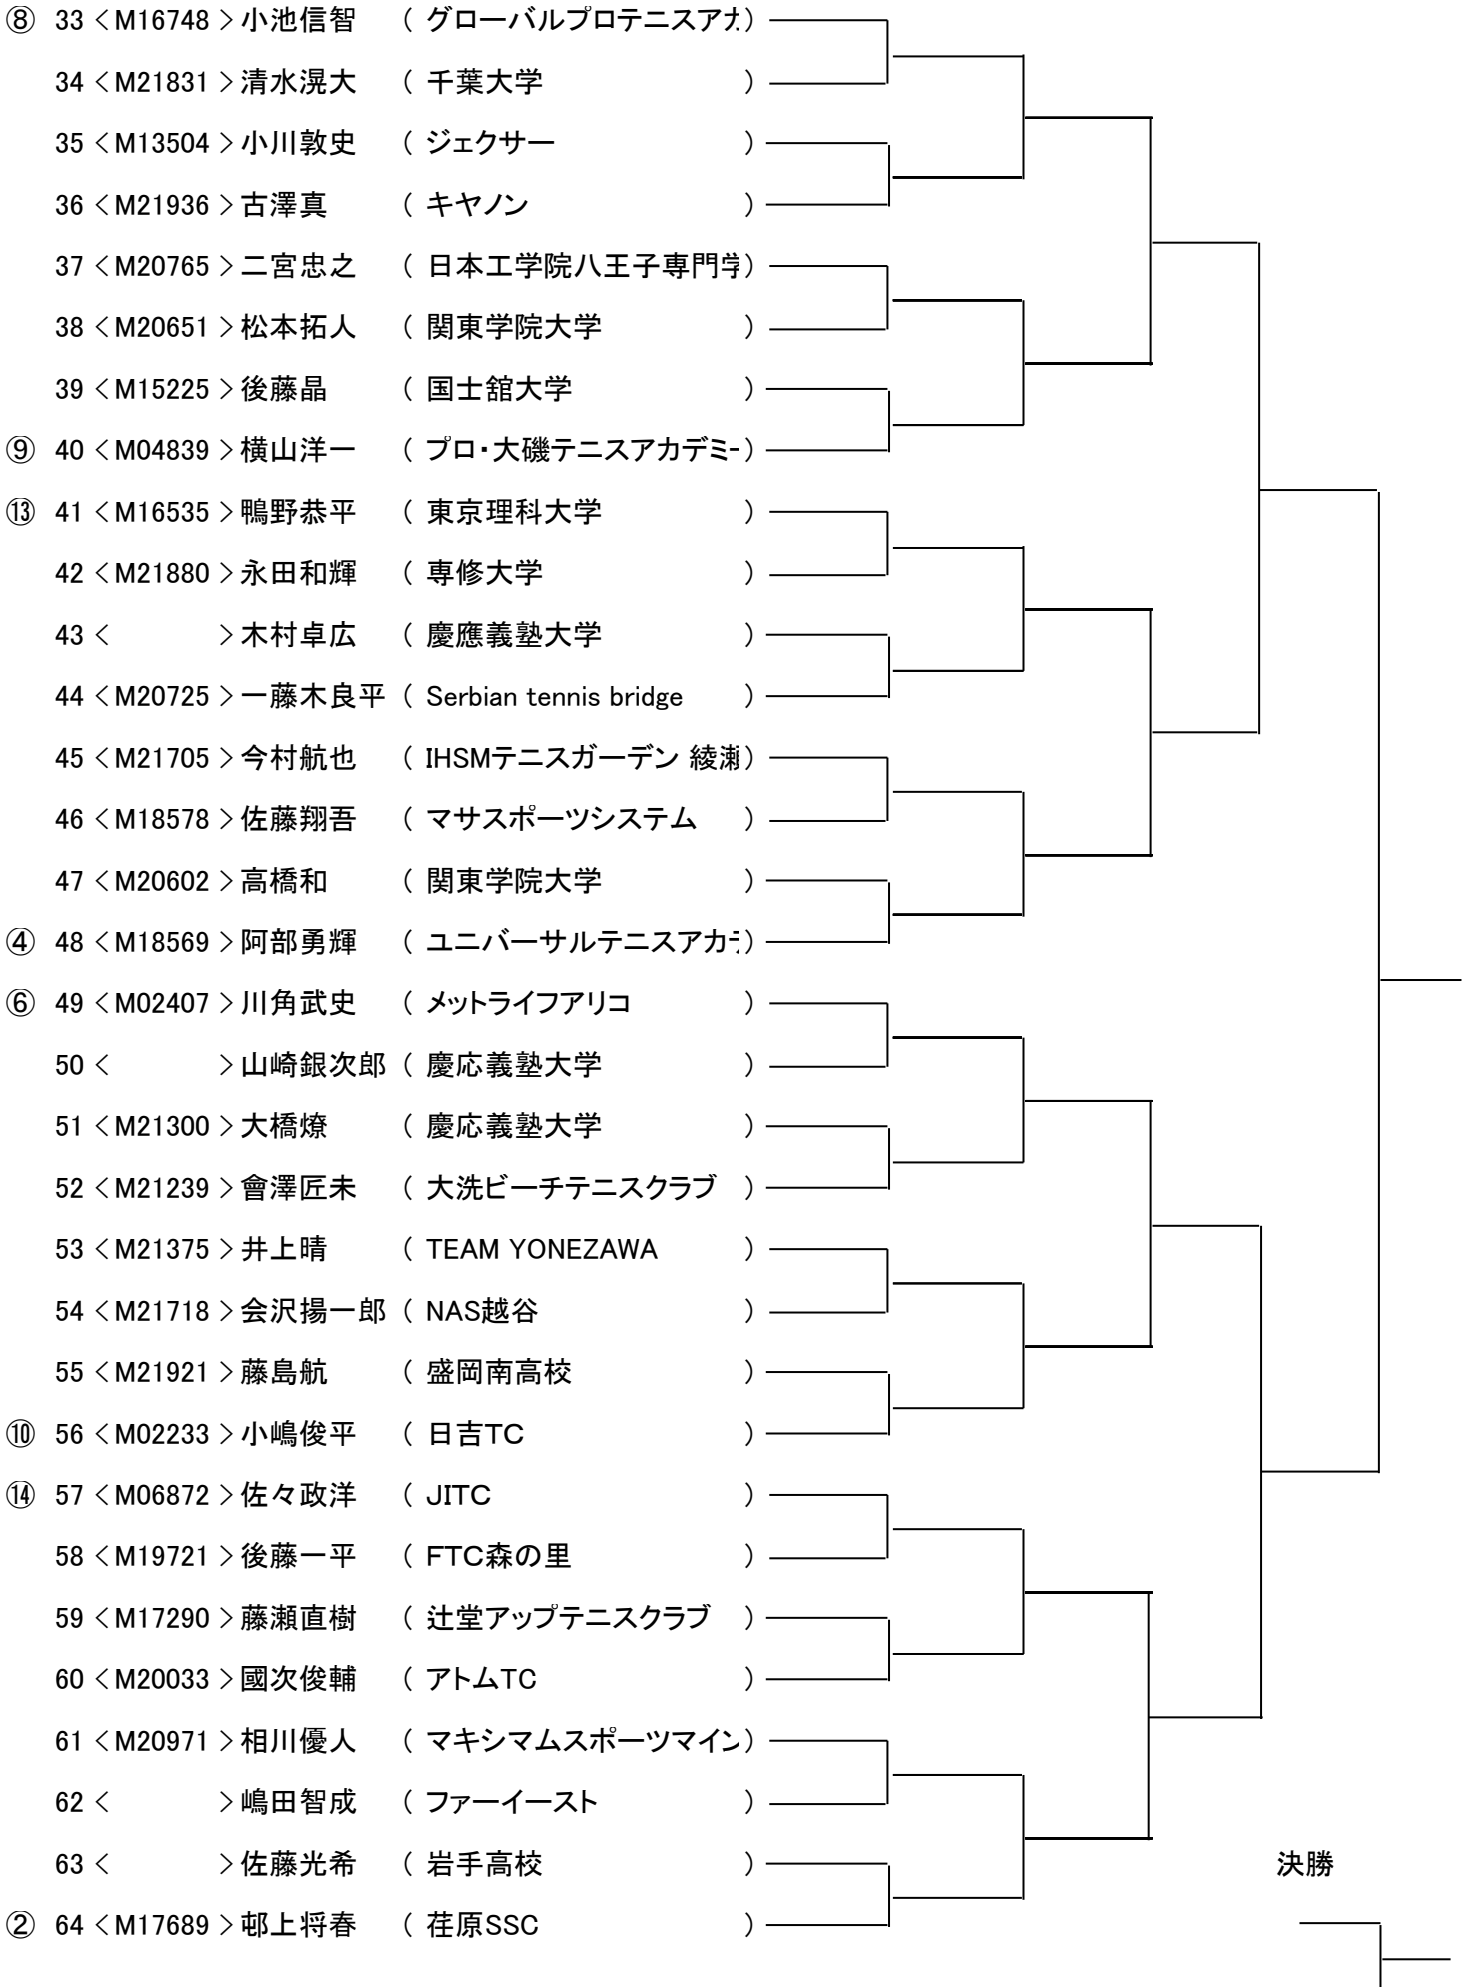 ⑧ 33 < M16748 > 小池信智 ( グローバルプロテニスアカ )
34 < M21831 > 清水滉大 ( 千葉大学 )
35 < M13504 > 小川敦史 ( ジェクサー )
36 < M21936 > 古澤真 ( キヤノン )
37 < M20765 > 二宮忠之 ( 日本工学院八王子専門学 )
38 < M20651 > 松本拓人 ( 関東学院大学 )
39 < M15225 > 後藤晶 ( 国士舘大学 )
⑨ 40 < M04839 > 横山洋一 ( プロ・大磯テニスアカデミー )
⑬ 41 < M16535 > 鴨野恭平 ( 東京理科大学 )
42 < M21880 > 永田和輝 ( 専修大学 )
43 < > 木村卓広 ( 慶應義塾大学 )
44 < M20725 > 一藤木良平 ( Serbian tennis bridge )
45 < M21705 > 今村航也 ( IHSMテニスガーデン 綾瀬 )
46 < M18578 > 佐藤翔吾 ( マサスポーツシステム )
47 < M20602 > 高橋和 ( 関東学院大学 )
④ 48 < M18569 > 阿部勇輝 ( ユニバーサルテニスアカデ )
⑥ 49 < M02407 > 川角武史 ( メットライフアリコ )
50 < > 山崎銀次郎 ( 慶応義塾大学 )
51 < M21300 > 大橋燎 ( 慶応義塾大学 )
52 < M21239 > 會澤匠未 ( 大洗ビーチテニスクラブ )
53 < M21375 > 井上晴 ( TEAM YONEZAWA )
54 < M21718 > 会沢揚一郎 ( NAS越谷 )
55 < M21921 > 藤島航 ( 盛岡南高校 )
⑩ 56 < M02233 > 小嶋俊平 ( 日吉TC )
⑭ 57 < M06872 > 佐々政洋 ( JITC )
58 < M19721 > 後藤一平 ( FTC森の里 )
59 < M17290 > 藤瀬直樹 ( 辻堂アップテニスクラブ )
60 < M20033 > 國次俊輔 ( アトムTC )
61 < M20971 > 相川優人 ( マキシマムスポーツマイン )
62 < > 嶋田智成 ( ファーイースト )
63 < > 佐藤光希 ( 岩手高校 )
決勝
② 64 < M17689 > 邨上将春 ( 荏原SSC )